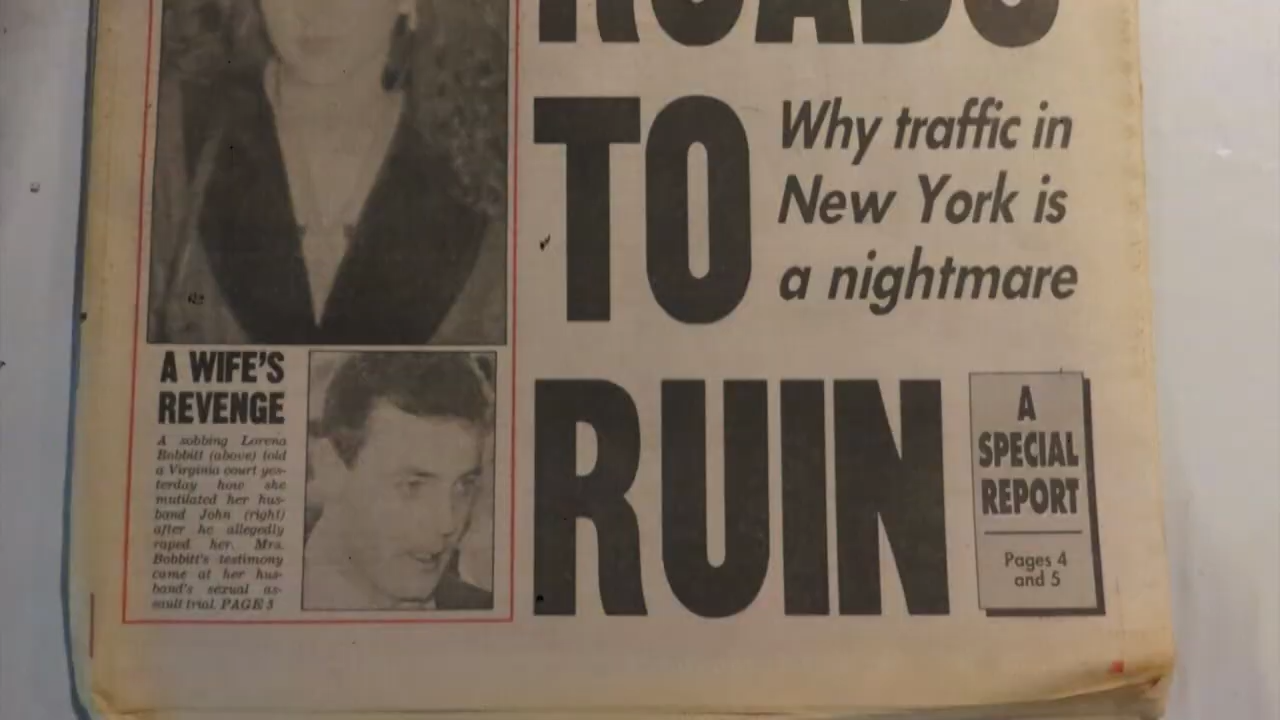 ROADS
TO
Why traffic in
New York is
a nightmare
RUIN
A
SPECIAL
REPORT
Pages 4
and 5
A WIFE'S
REVENGE
A sobbing Lorena
Bobbitt (above) told
a Virginia court yes-
terday how she
mutilated her hus-
band John (right)
after he allegedly
raped her. Mrs.
Bobbitt's testimony
came at her hus-
band's sexual as-
sault trial. PAGE 5